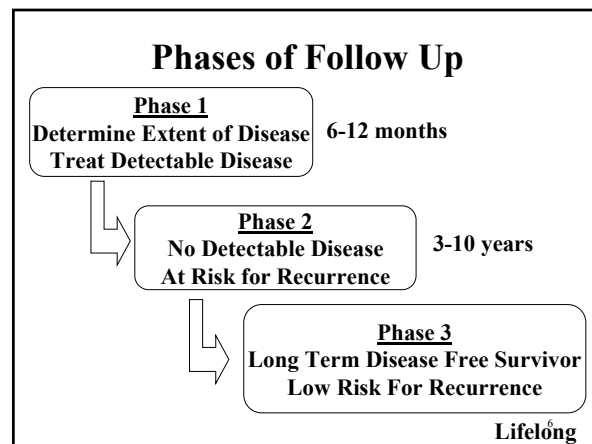 Phases of Follow Up
Phase 1
Determine Extent of Disease
Treat Detectable Disease
6-12 months
Phase 2
No Detectable Disease
At Risk for Recurrence
3-10 years
Phase 3
Long Term Disease Free Survivor
Low Risk For Recurrence
6
Lifelong